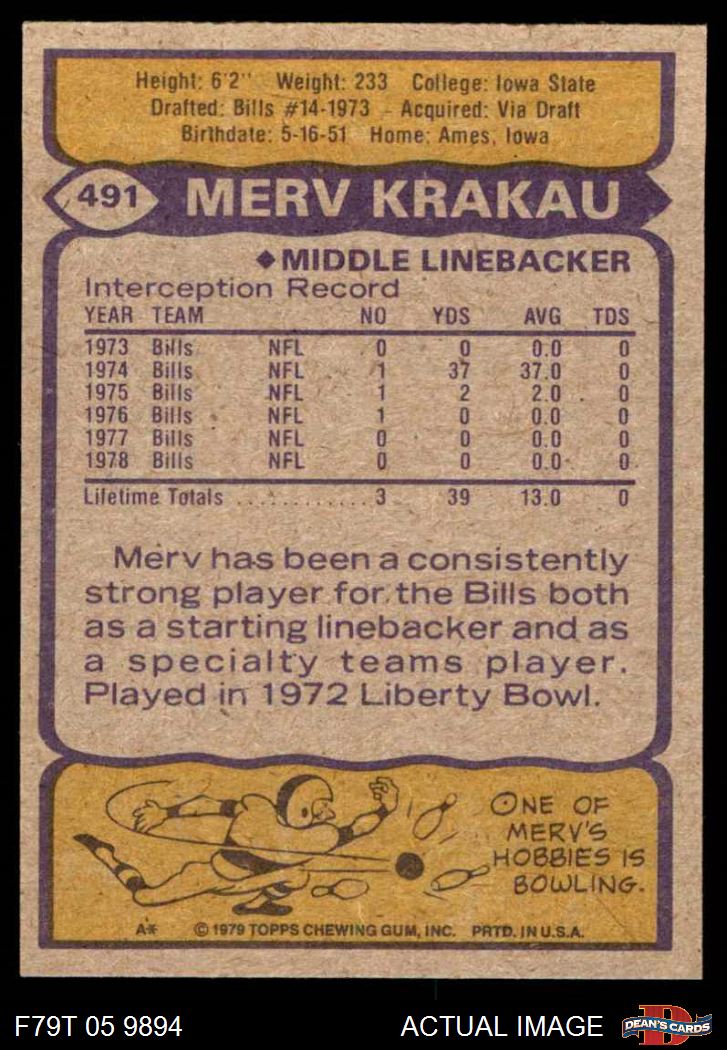 Height: 6'2" Weight: 233 College: Iowa State
Drafted: Bills #14-1973 - Acquired: Via Draft
Birthdate: 5-16-51 Home: Ames, Iowa
491 MERV KRAKAU
◆MIDDLE LINEBACKER
Interception Record
YEAR TEAM NO YDS AVG TDS
1973 Bills NFL 0 0 0.0 0
1974 Bills NFL 1 37 37.0 0
1975 Bills NFL 1 2 2.0 0
1976 Bills NFL 1 0 0.0 0
1977 Bills NFL 0 0 0.0 0
1978 Bills NFL 0 0 0.0 0
Lifetime Totals ............ 3 39 13.0 0
Merv has been a consistently
strong player for the Bills both
as a starting linebacker and as
a specialty teams player.
Played in 1972 Liberty Bowl.
ONE OF
MERV'S
HOBBIES IS
BOWLING.
A* © 1979 TOPPS CHEWING GUM, INC. PRTD. IN U.S.A.
F79T 05 9894 ACTUAL IMAGE D DEAN'S CARDS